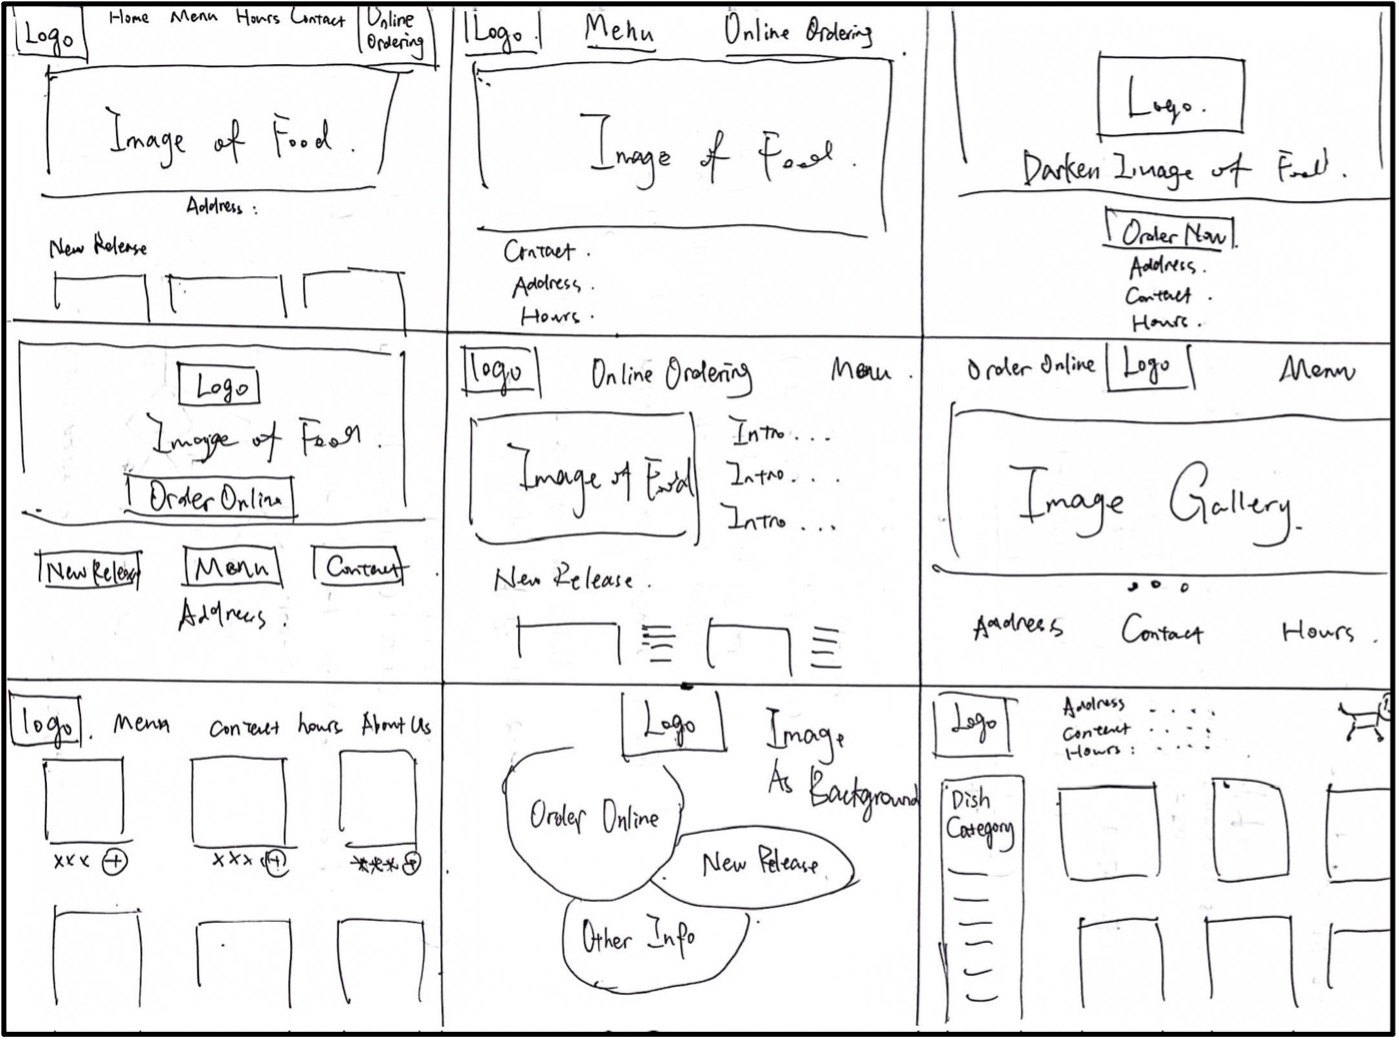 Logo
Home Menu Hours Contact
Online
Ordering
Image of Food.
Address:
New Release
Logo
Menu
Online Ordering.
Image of Food.
Contact.
Address.
Hours.
Logo.
Darken Image of Food.
Order Now
Address.
Contact.
Hours.
Logo
Image of Food.
Order Online
New Release
Menu
Contact
Address.
logo
Online Ordering
Menu.
Image of Food
Intro...
Intro...
Intro...
New Release.
Order Online
Logo
Menu
Image Gallery.
Address
Contact
Hours.
logo.
Menu
Contact
hours
About Us
xxx +
xxx +
xxx +
Logo
Image
As Background
Order Online
New Release
Other Info
Logo
Address ....
Contact ....
Hours: ....
Dish
Category